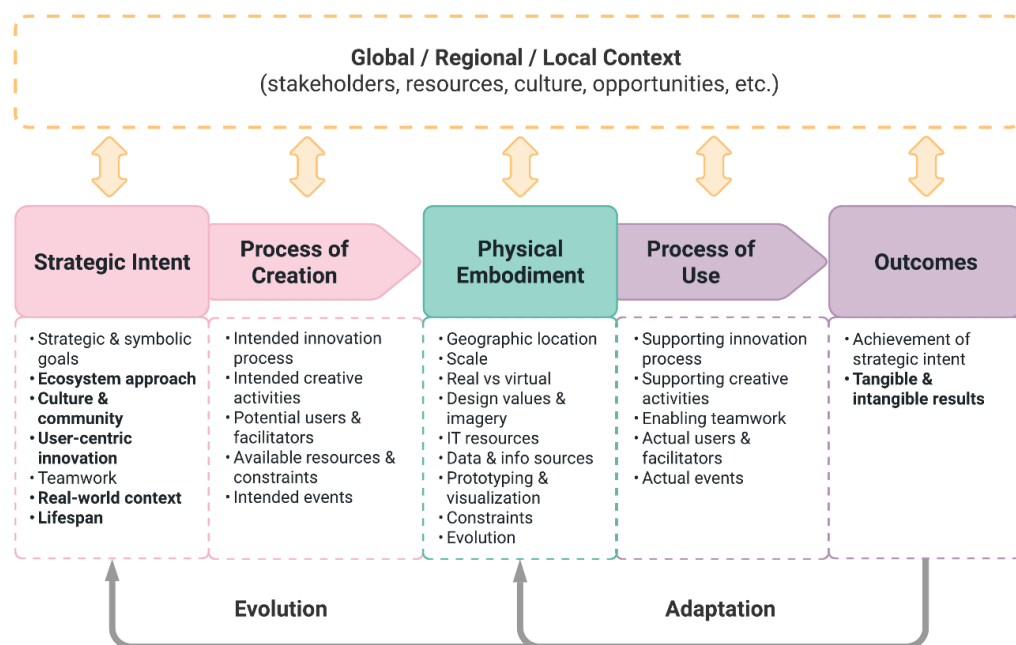 Global / Regional / Local Context
(stakeholders, resources, culture, opportunities, etc.)
Strategic Intent
Process of
Creation
Physical
Embodiment
Process of
Use
Outcomes
• Strategic & symbolic
goals
• Ecosystem approach
• Culture &
community
• User-centric
innovation
• Teamwork
• Real-world context
• Lifespan
• Intended innovation
process
• Intended creative
activities
• Potential users &
facilitators
• Available resources &
constraints
• Intended events
• Geographic location
• Scale
• Real vs virtual
• Design values &
imagery
• IT resources
• Data & info sources
• Prototyping &
visualization
• Constraints
• Evolution
• Supporting innovation
process
• Supporting creative
activities
• Enabling teamwork
• Actual users &
facilitators
• Actual events
• Achievement of
strategic intent
• Tangible &
intangible results
Evolution
Adaptation